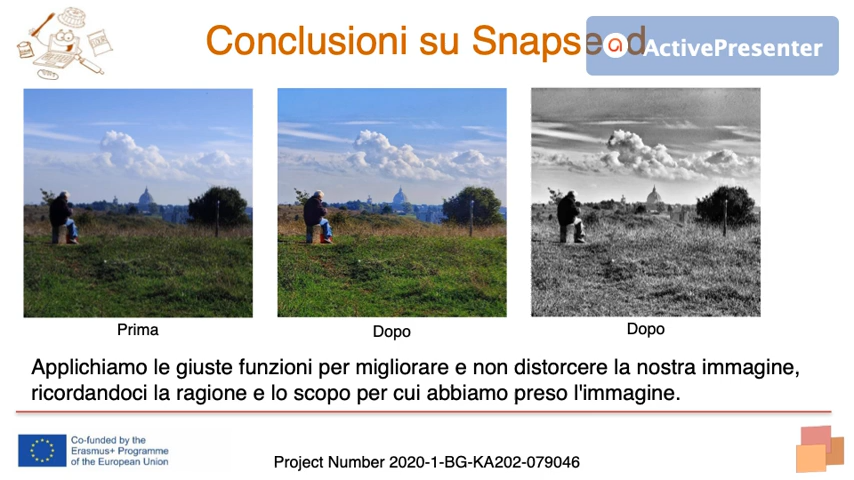 Conclusioni su Snapseed
ActivePresenter
Prima
Dopo
Dopo
Applichiamo le giuste funzioni per migliorare e non distorcere la nostra immagine,
ricordandoci la ragione e lo scopo per cui abbiamo preso l'immagine.
Co-funded by the
Erasmus+ Programme
of the European Union
Project Number 2020-1-BG-KA202-079046